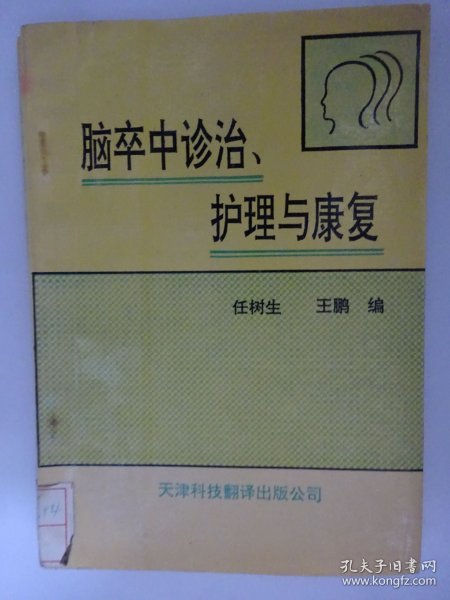 脑卒中诊治、
护理与康复
任树生 王鹏 编
天津科技翻译出版公司
孔夫子旧书网
www.kongfz.com